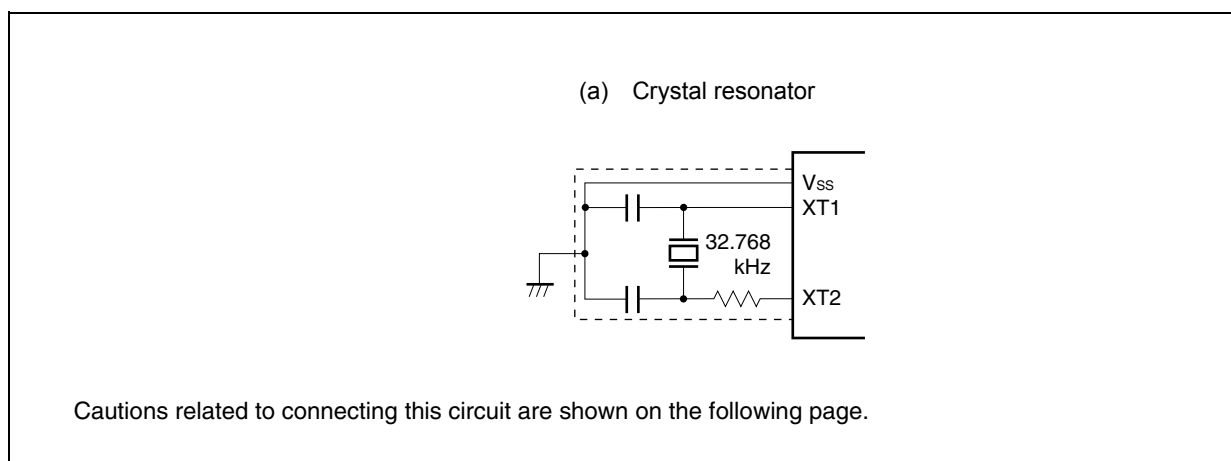 (a) Crystal resonator
VSS
XT1
32.768
kHz
XT2
Cautions related to connecting this circuit are shown on the following page.